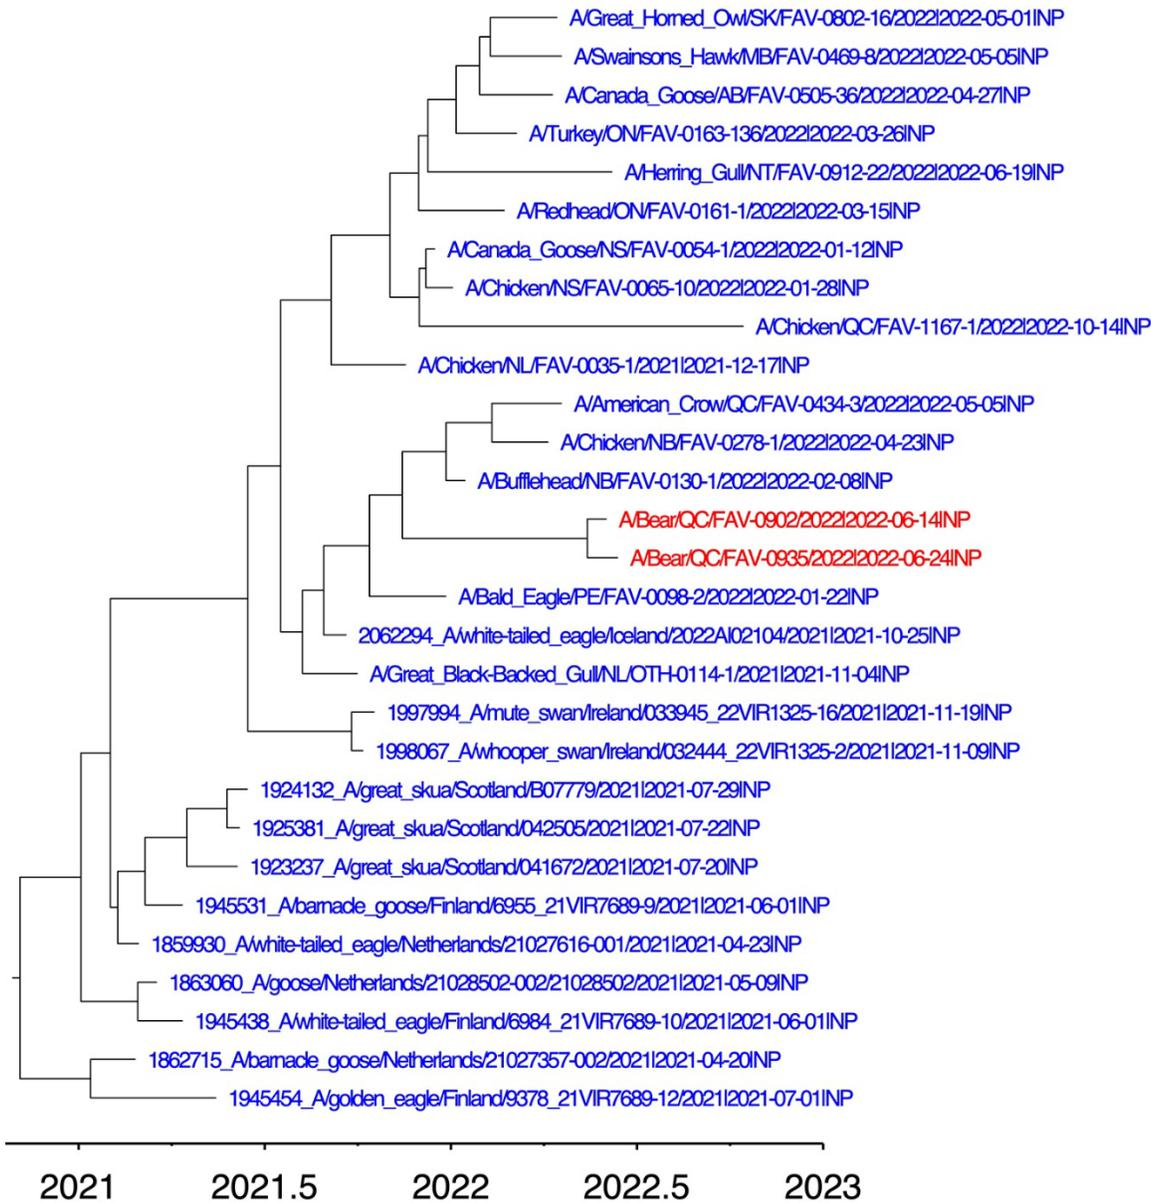 A/Great_Horned_Owl/SK/FAV-0802-16/2022|2022-05-01|NP
A/Swainsons_Hawk/MB/FAV-0469-8/2022|2022-05-05|NP
A/Canada_Goose/AB/FAV-0505-36/2022|2022-04-27|NP
A/Turkey/ON/FAV-0163-136/2022|2022-03-26|NP
A/Herring_Gull/NT/FAV-0912-22/2022|2022-06-19|NP
A/Redhead/ON/FAV-0161-1/2022|2022-03-15|NP
A/Canada_Goose/NS/FAV-0054-1/2022|2022-01-12|NP
A/Chicken/NS/FAV-0065-10/2022|2022-01-28|NP
A/Chicken/QC/FAV-1167-1/2022|2022-10-14|NP
A/Chicken/NL/FAV-0035-1/2021|2021-12-17|NP
A/American_Crow/QC/FAV-0434-3/2022|2022-05-05|NP
A/Chicken/NB/FAV-0278-1/2022|2022-04-23|NP
A/Bufflehead/NB/FAV-0130-1/2022|2022-02-08|NP
A/Bear/QC/FAV-0902/2022|2022-06-14|NP
A/Bear/QC/FAV-0935/2022|2022-06-24|NP
A/Bald_Eagle/PE/FAV-0098-2/2022|2022-01-22|NP
2062294_A/white-tailed_eagle/Iceland/2022AI02104/2021|2021-10-25|NP
A/Great_Black-Backed_Gull/NL/OTH-0114-1/2021|2021-11-04|NP
1997994_A/mute_swan/Ireland/033945_22VIR1325-16/2021|2021-11-19|NP
1998067_A/whooper_swan/Ireland/032444_22VIR1325-2/2021|2021-11-09|NP
1924132_A/great_skua/Scotland/B07779/2021|2021-07-29|NP
1925381_A/great_skua/Scotland/042505/2021|2021-07-22|NP
1923237_A/great_skua/Scotland/041672/2021|2021-07-20|NP
1945531_A/barnacle_goose/Finland/6955_21VIR7689-9/2021|2021-06-01|NP
1859930_A/white-tailed_eagle/Netherlands/21027616-001/2021|2021-04-23|NP
1863060_A/goose/Netherlands/21028502-002/21028502/2021|2021-05-09|NP
1945438_A/white-tailed_eagle/Finland/6984_21VIR7689-10/2021|2021-06-01|NP
1862715_A/barnacle_goose/Netherlands/21027357-002/2021|2021-04-20|NP
1945454_A/golden_eagle/Finland/9378_21VIR7689-12/2021|2021-07-01|NP
2021 2021.5 2022 2022.5 2023